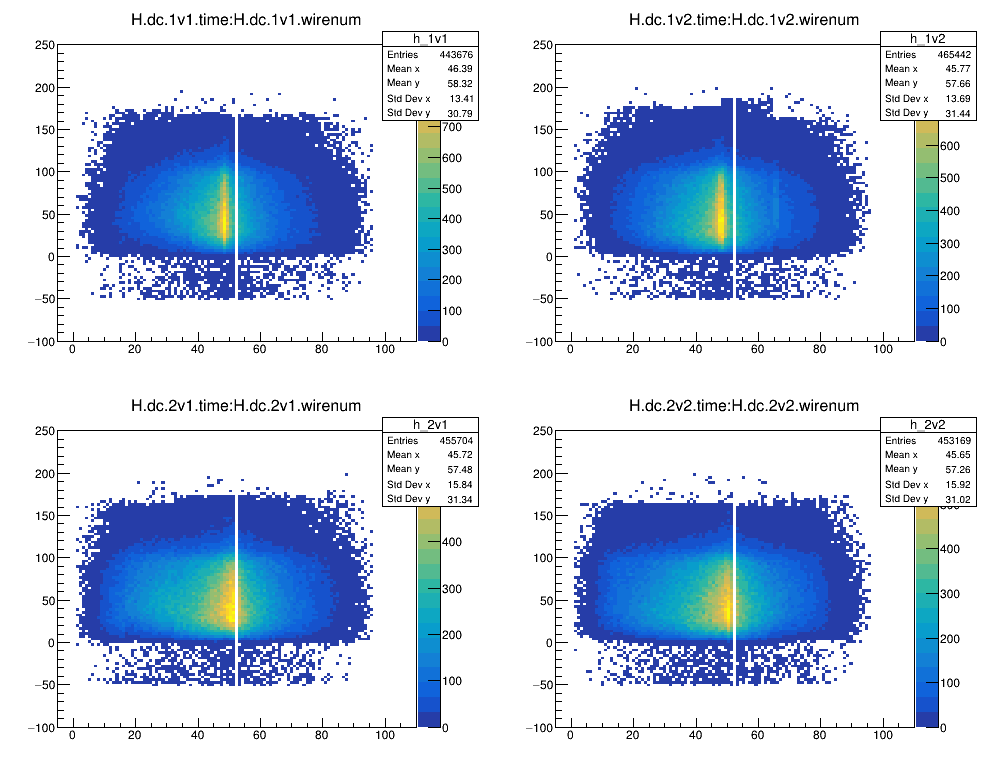 H.dc.1v1.time:H.dc.1v1.wirenum
h_1v1
Entries 443676
Mean x 46.39
Mean y 58.32
Std Dev x 13.41
Std Dev y 30.79
250
200
150
100
50
0
−50
−100
0 20 40 60 80 100
700
600
500
400
300
200
100
0
H.dc.1v2.time:H.dc.1v2.wirenum
h_1v2
Entries 465442
Mean x 45.77
Mean y 57.66
Std Dev x 13.69
Std Dev y 31.44
250
200
150
100
50
0
−50
−100
0 20 40 60 80 100
600
500
400
300
200
100
0
H.dc.2v1.time:H.dc.2v1.wirenum
h_2v1
Entries 455704
Mean x 45.72
Mean y 57.48
Std Dev x 15.84
Std Dev y 31.34
250
200
150
100
50
0
−50
−100
0 20 40 60 80 100
400
300
200
100
0
H.dc.2v2.time:H.dc.2v2.wirenum
h_2v2
Entries 453169
Mean x 45.65
Mean y 57.26
Std Dev x 15.92
Std Dev y 31.02
250
200
150
100
50
0
−50
−100
0 20 40 60 80 100
400
300
200
100
0